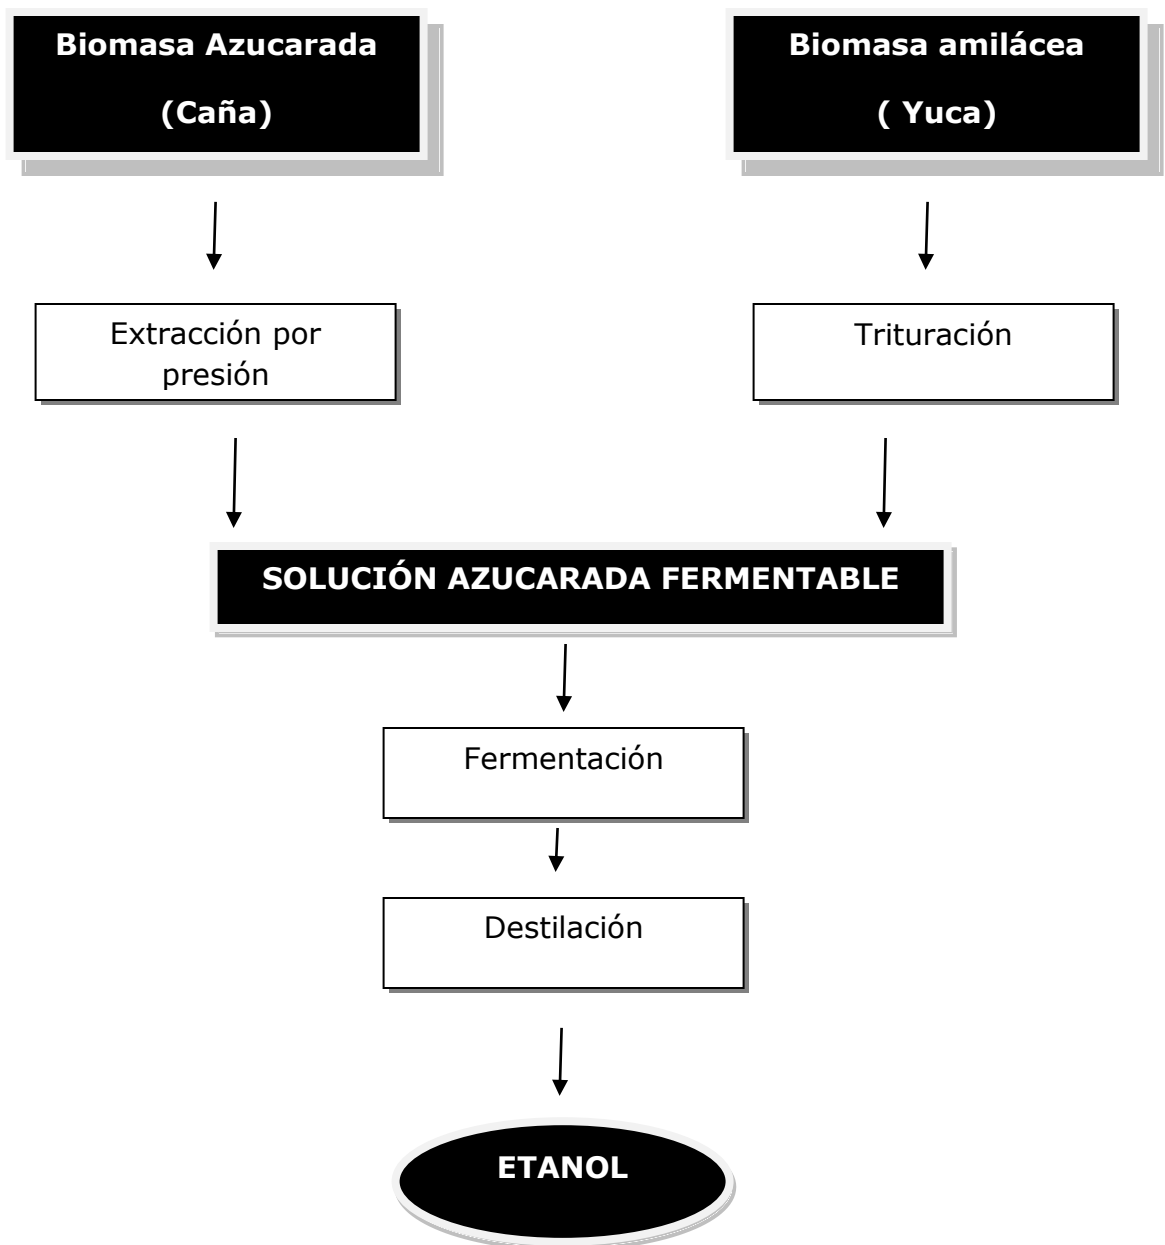 Biomasa Azucarada
(Caña)
Biomasa amilácea
( Yuca)
Extracción por
presión
Trituración
SOLUCIÓN AZUCARADA FERMENTABLE
Fermentación
Destilación
ETANOL